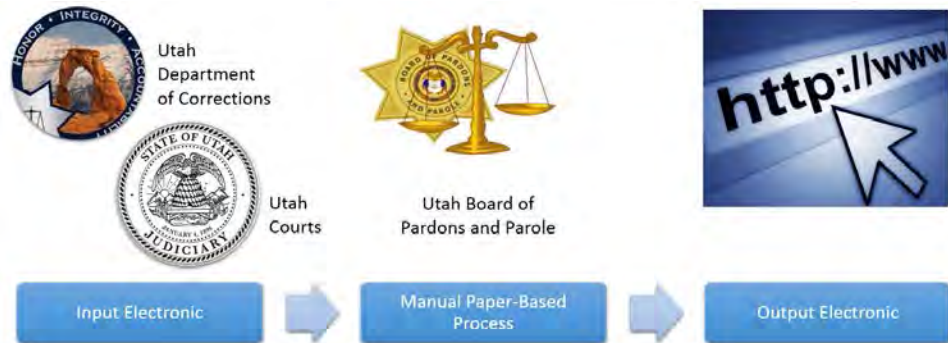 HONOR • INTEGRITY • ACCOUNTABILITY
Utah
Department
of Corrections
STATE OF UTAH
JANUARY 4, 1896
JUDICIARY
Utah
Courts
BOARD OF PARDONS
AND PAROLE
Utah Board of
Pardons and Parole
http://www
Input Electronic
Manual Paper-Based
Process
Output Electronic